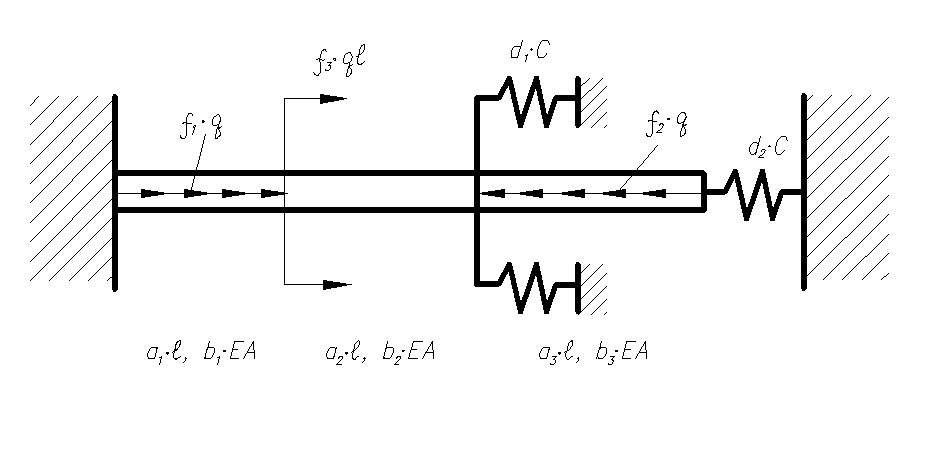 f₃·qℓ
d₁·C
f₁·q
f₂·q
d₂·C
a₁·ℓ, b₁·EA
a₂·ℓ, b₂·EA
a₃·ℓ, b₃·EA